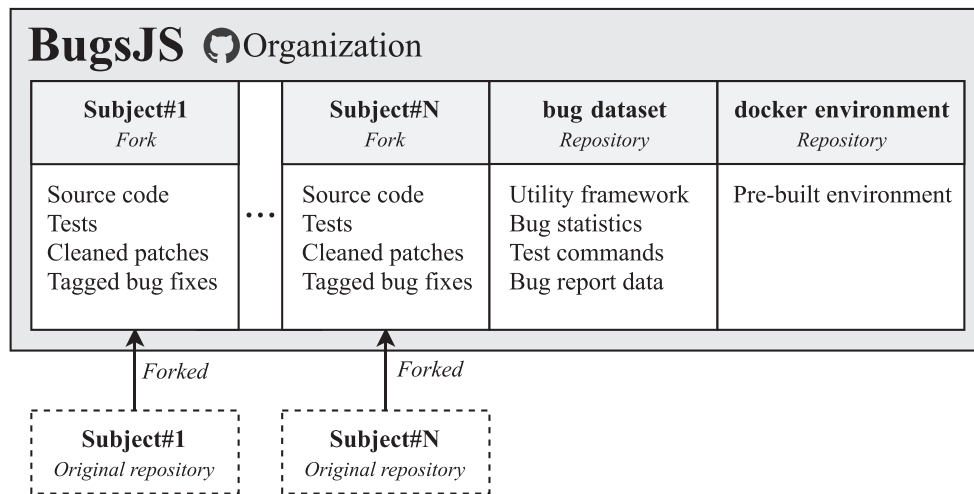 BugsJS Organization
Subject#1
Fork
Source code
Tests
Cleaned patches
Tagged bug fixes
...
Subject#N
Fork
Source code
Tests
Cleaned patches
Tagged bug fixes
bug dataset
Repository
Utility framework
Bug statistics
Test commands
Bug report data
docker environment
Repository
Pre-built environment
Forked
Forked
Subject#1
Original repository
Subject#N
Original repository